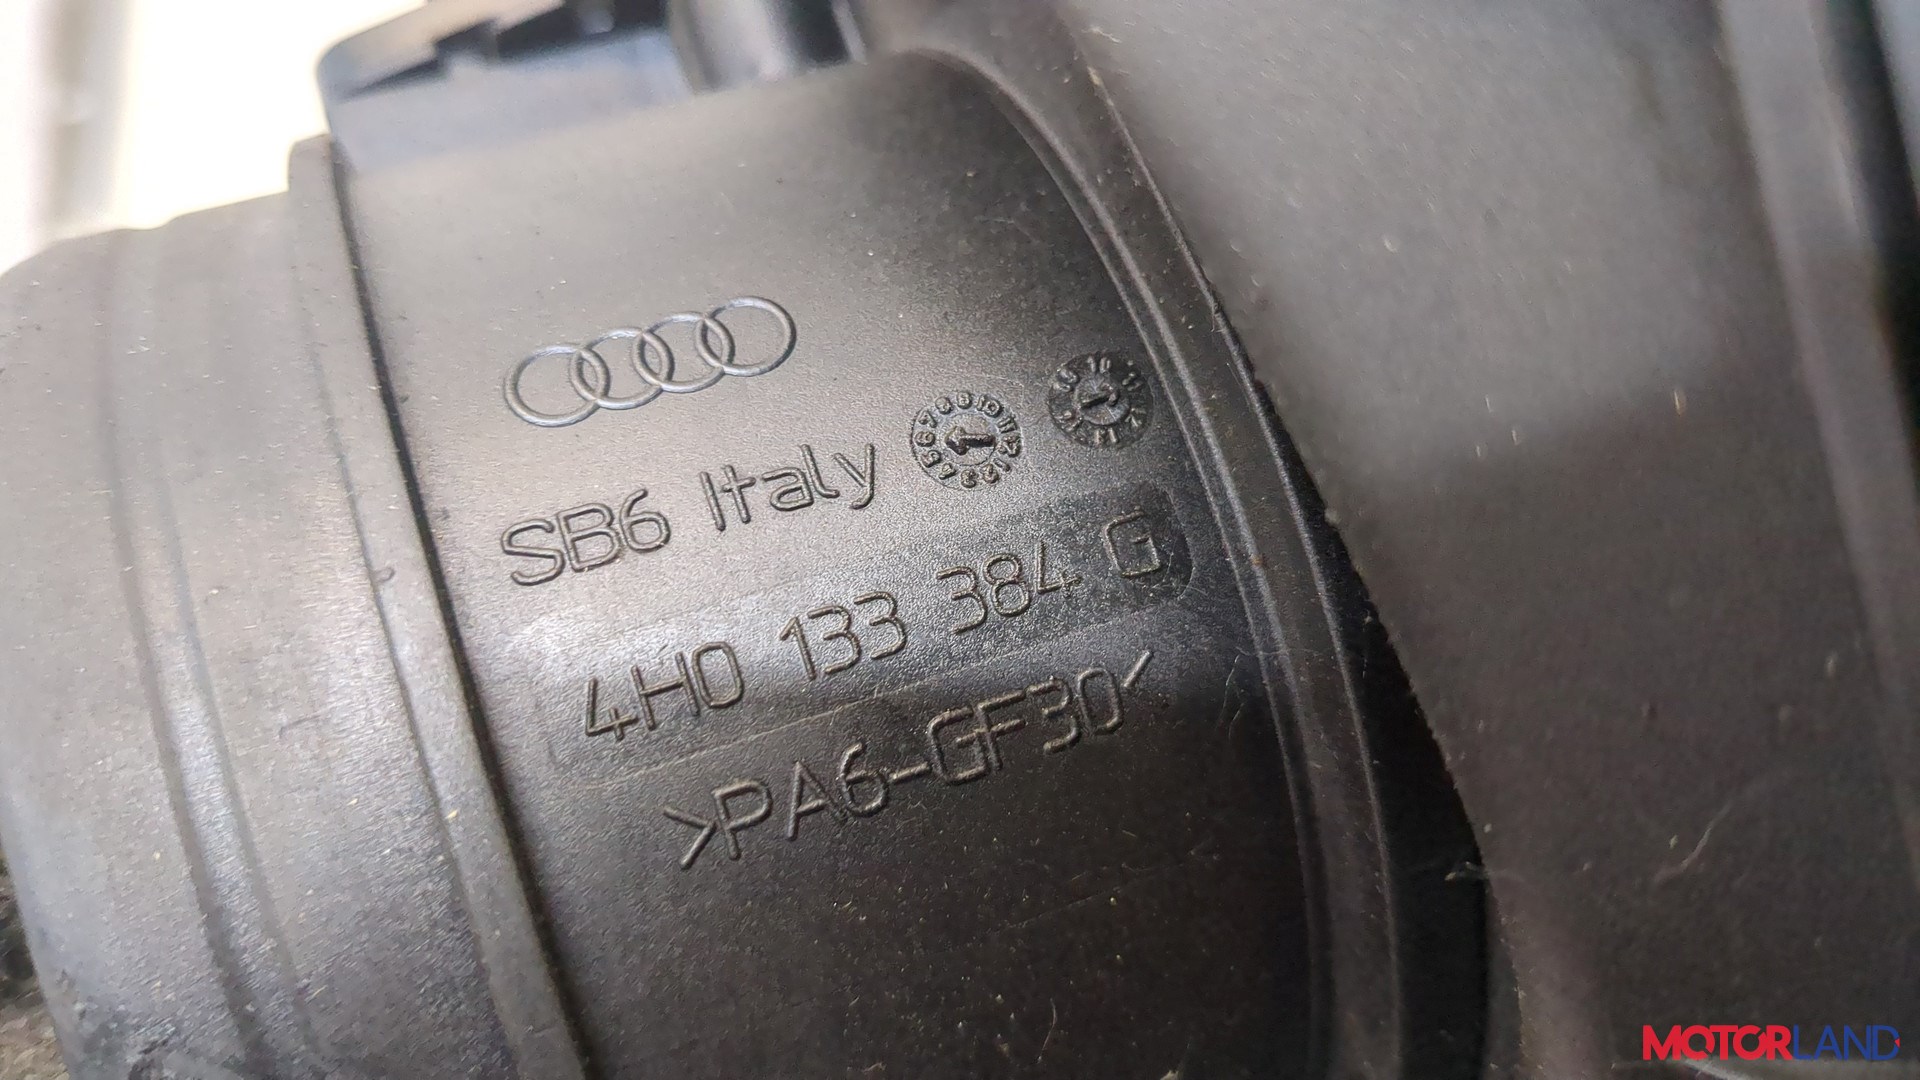 SB6 Italy
4H0 133 384 G
>PA6-GF30<
MOTORLAND